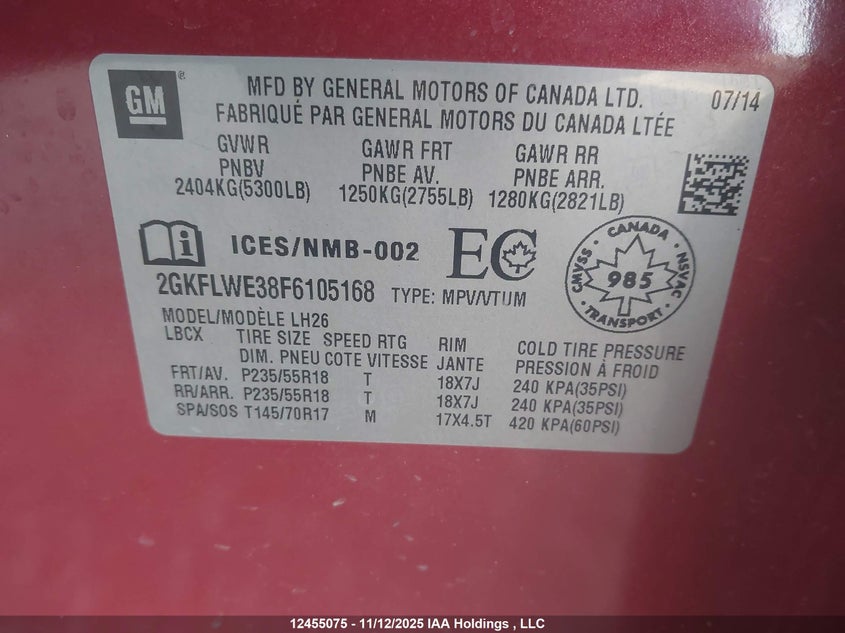 GM ®
MFD BY GENERAL MOTORS OF CANADA LTD. 07/14
FABRIQUÉ PAR GENERAL MOTORS DU CANADA LTÉE
GVWR GAWR FRT GAWR RR
PNBV PNBE AV. PNBE ARR.
2404KG(5300LB) 1250KG(2755LB) 1280KG(2821LB)
i ICES/NMB-002 EC
CANADA
CMVSS 985 NSVAC
TRANSPORT
2GKFLWE38F6105168 TYPE: MPV/VTUM
MODEL/MODÈLE LH26
LBCX TIRE SIZE SPEED RTG RIM COLD TIRE PRESSURE
DIM. PNEU COTE VITESSE JANTE PRESSION À FROID
FRT/AV. P235/55R18 T 18X7J 240 KPA(35PSI)
RR/ARR. P235/55R18 T 18X7J 240 KPA(35PSI)
SPA/SOS T145/70R17 M 17X4.5T 420 KPA(60PSI)
12455075 - 11/12/2025 IAA Holdings , LLC